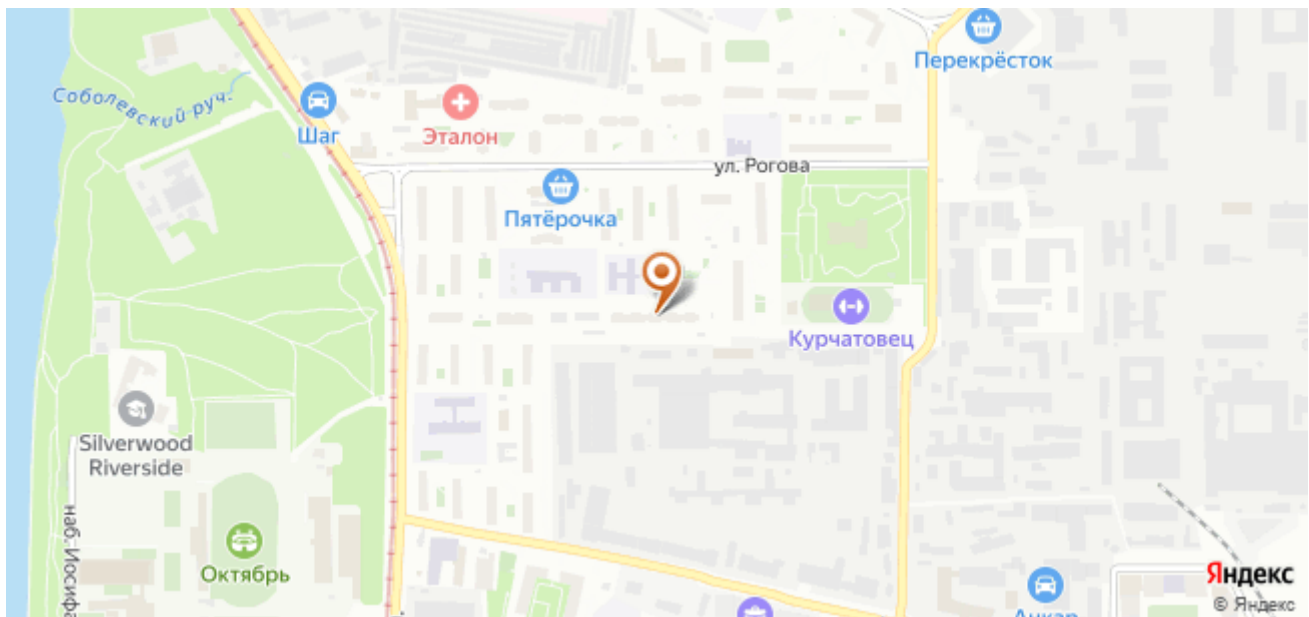 Перекрёсток
Соболевский руч.
Шаг
Эталон
ул. Рогова
Пятёрочка
Курчатовец
Silverwood
Riverside
наб. Иосифа
Октябрь
Яндекс
© Яндекс